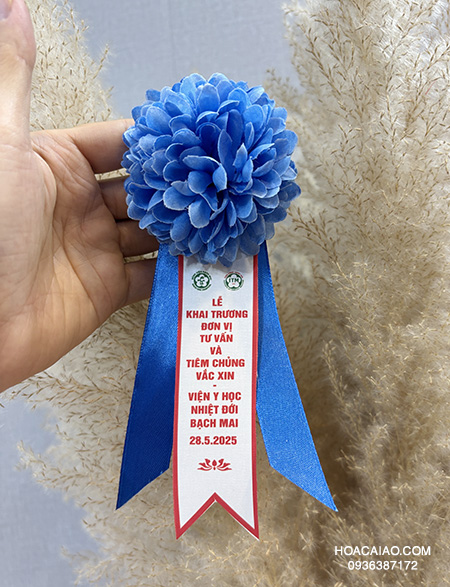 ITM
LỄ
KHAI TRƯƠNG
ĐƠN VỊ
TƯ VẤN
VÀ
TIÊM CHỦNG
VẮC XIN
-
VIỆN Y HỌC
NHIỆT ĐỚI
BẠCH MAI
28.5.2025
HOACAIAO.COM
0936387172